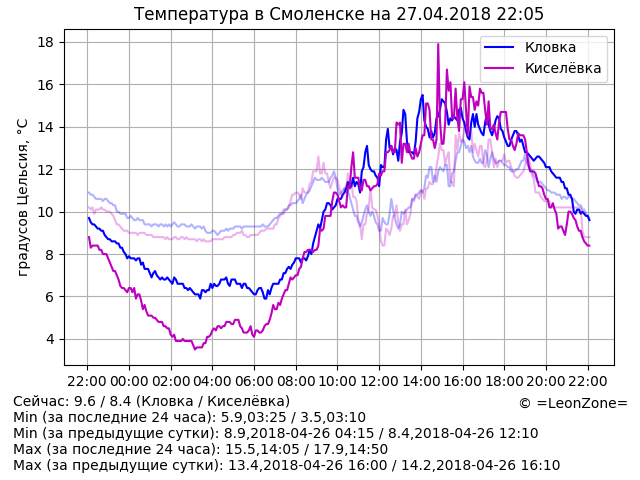 Температура в Смоленске на 27.04.2018 22:05
градусов Цельсия, °C
18
16
14
12
10
8
6
4
Кловка
Киселёвка
22:00 00:00 02:00 04:00 06:00 08:00 10:00 12:00 14:00 16:00 18:00 20:00 22:00
Сейчас: 9.6 / 8.4 (Кловка / Киселёвка)
© =LeonZone=
Min (за последние 24 часа): 5.9,03:25 / 3.5,03:10
Min (за предыдущие сутки): 8.9,2018-04-26 04:15 / 8.4,2018-04-26 12:10
Max (за последние 24 часа): 15.5,14:05 / 17.9,14:50
Max (за предыдущие сутки): 13.4,2018-04-26 16:00 / 14.2,2018-04-26 16:10